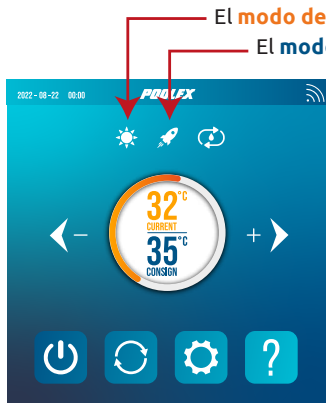 El modo de
El modo
2022-08-22 00:00 POOLEX
32°C
CURRENT
35°C
CONSIGN
- +
?